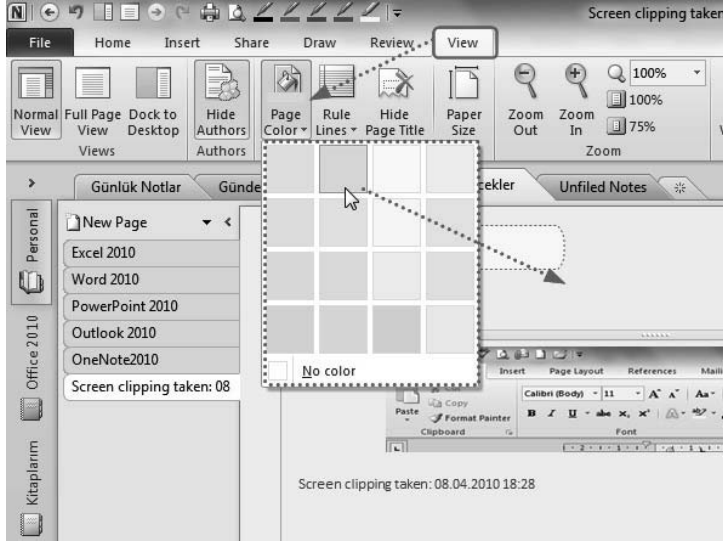 Screen clipping taken
File Home Insert Share Draw Review View
Normal View
Full Page View
Dock to Desktop
Views
Hide Authors
Authors
Page Color
Rule Lines
Hide Page Title
Paper Size
Zoom Out
Zoom In
100%
100%
75%
Zoom
Günlük Notlar
Günde
ekler
Unfiled Notes
Personal
Office 2010
Kitaplarım
New Page
Excel 2010
Word 2010
PowerPoint 2010
Outlook 2010
OneNote2010
Screen clipping taken: 08
No color
Insert Page Layout References Maili
Paste
Copy
Format Painter
Clipboard
Calibri (Body) 11 A A Aa
B I U abc x, x
Font
Screen clipping taken: 08.04.2010 18:28